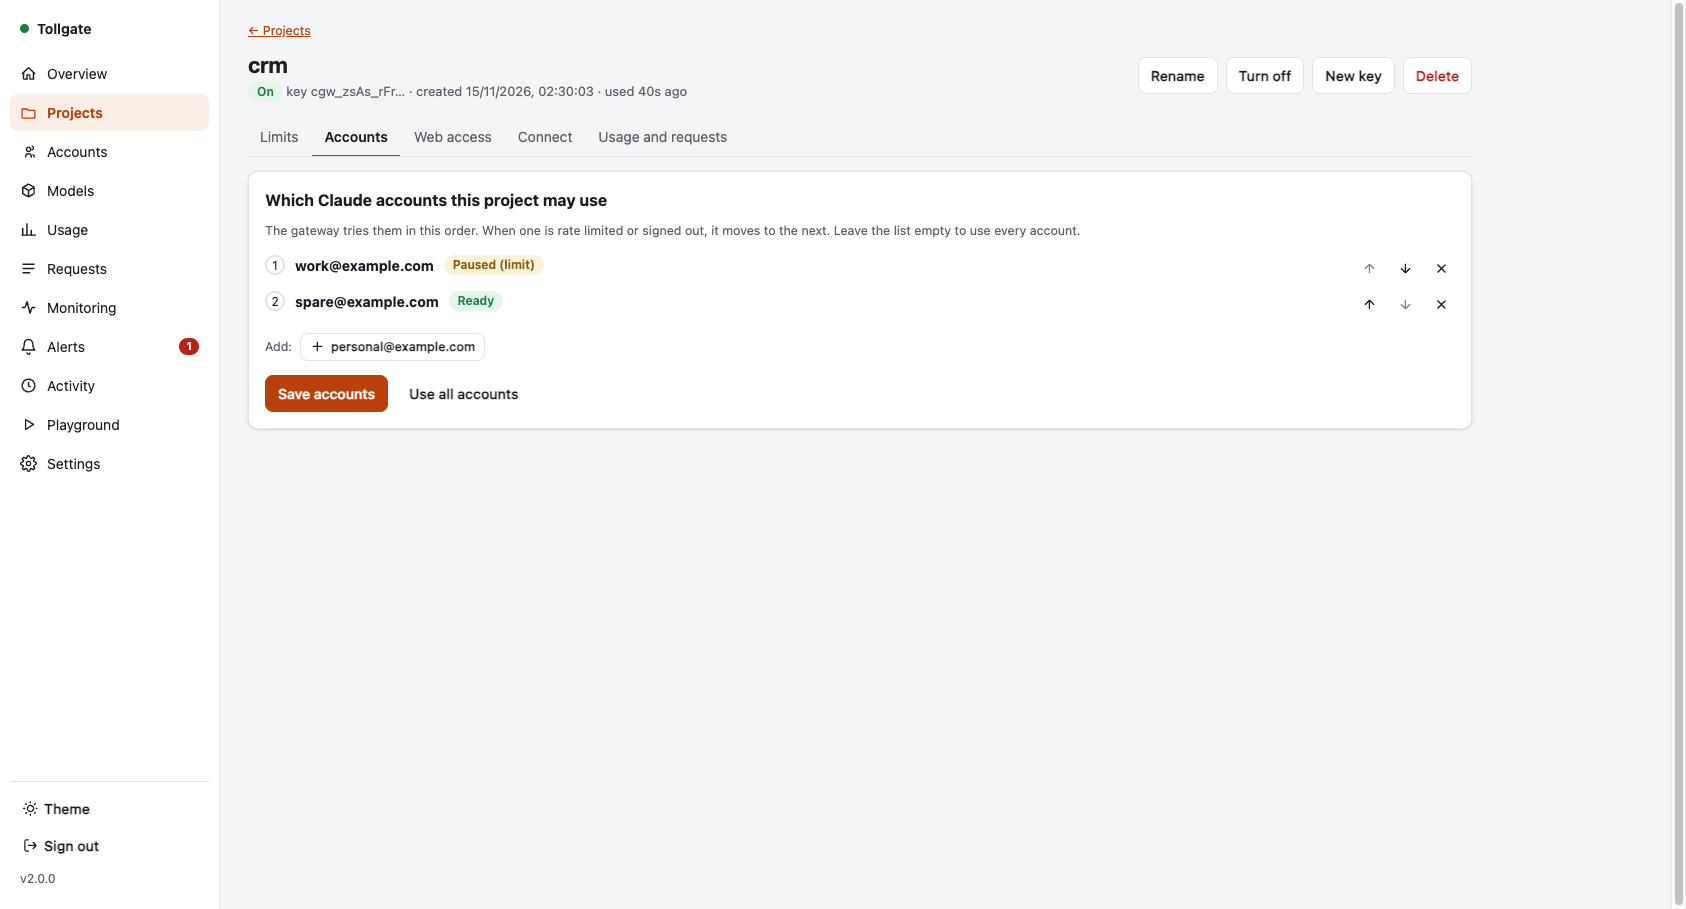 Tollgate
Overview
Projects
Accounts
Models
Usage
Requests
Monitoring
Alerts 1
Activity
Playground
Settings
Theme
Sign out
v2.0.0
← Projects
crm
On key cgw_zsAs_rFr… · created 15/11/2026, 02:30:03 · used 40s ago
Rename Turn off New key Delete
Limits Accounts Web access Connect Usage and requests
Which Claude accounts this project may use
The gateway tries them in this order. When one is rate limited or signed out, it moves to the next. Leave the list empty to use every account.
1 work@example.com Paused (limit) ↑ ↓ ×
2 spare@example.com Ready ↑ ↓ ×
Add: + personal@example.com
Save accounts Use all accounts